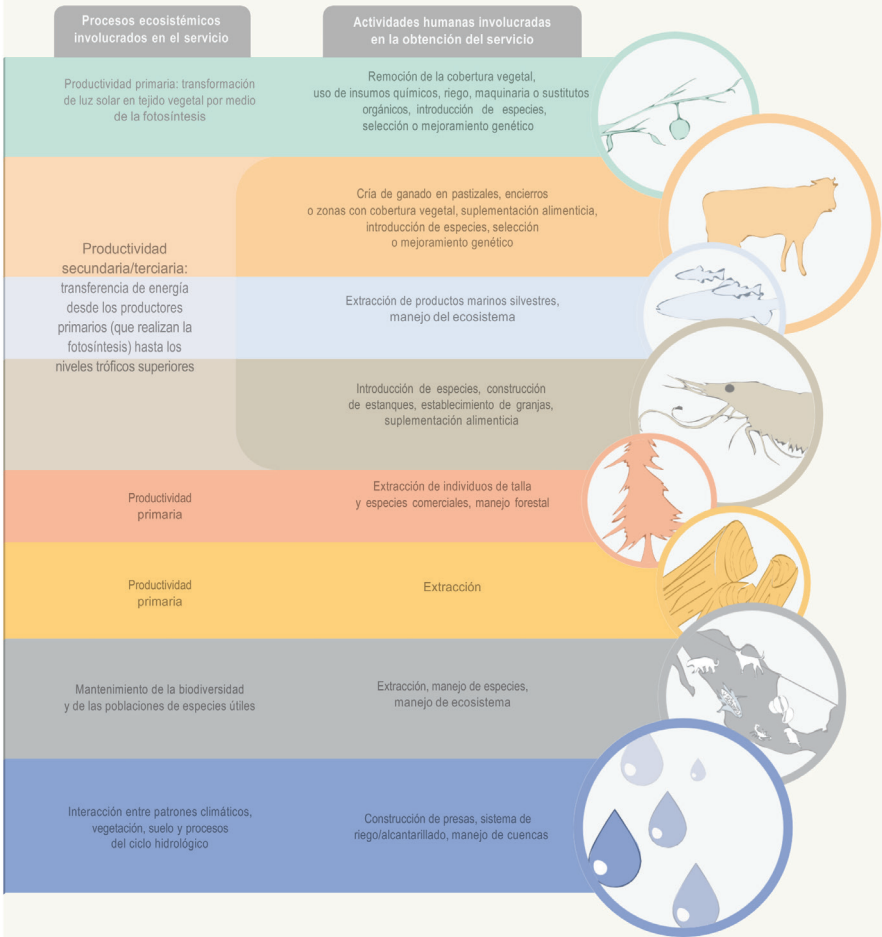 Procesos ecosistémicos
involucrados en el servicio
Actividades humanas involucradas
en la obtención del servicio
Productividad primaria: transformación
de luz solar en tejido vegetal por medio
de la fotosíntesis
Remoción de la cobertura vegetal,
uso de insumos químicos, riego, maquinaria o sustitutos
orgánicos, introducción de especies,
selección o mejoramiento genético
Productividad
secundaria/terciaria:
transferencia de energía
desde los productores
primarios (que realizan la
fotosíntesis) hasta los
niveles tróficos superiores
Cría de ganado en pastizales, encierros
o zonas con cobertura vegetal, suplementación alimenticia,
introducción de especies, selección
o mejoramiento genético
Extracción de productos marinos silvestres,
manejo del ecosistema
Introducción de especies, construcción
de estanques, establecimiento de granjas,
suplementación alimenticia
Productividad
primaria
Extracción de individuos de talla
y especies comerciales, manejo forestal
Productividad
primaria
Extracción
Mantenimiento de la biodiversidad
y de las poblaciones de especies útiles
Extracción, manejo de especies,
manejo de ecosistema
Interacción entre patrones climáticos,
vegetación, suelo y procesos
del ciclo hidrológico
Construcción de presas, sistema de
riego/alcantarillado, manejo de cuencas